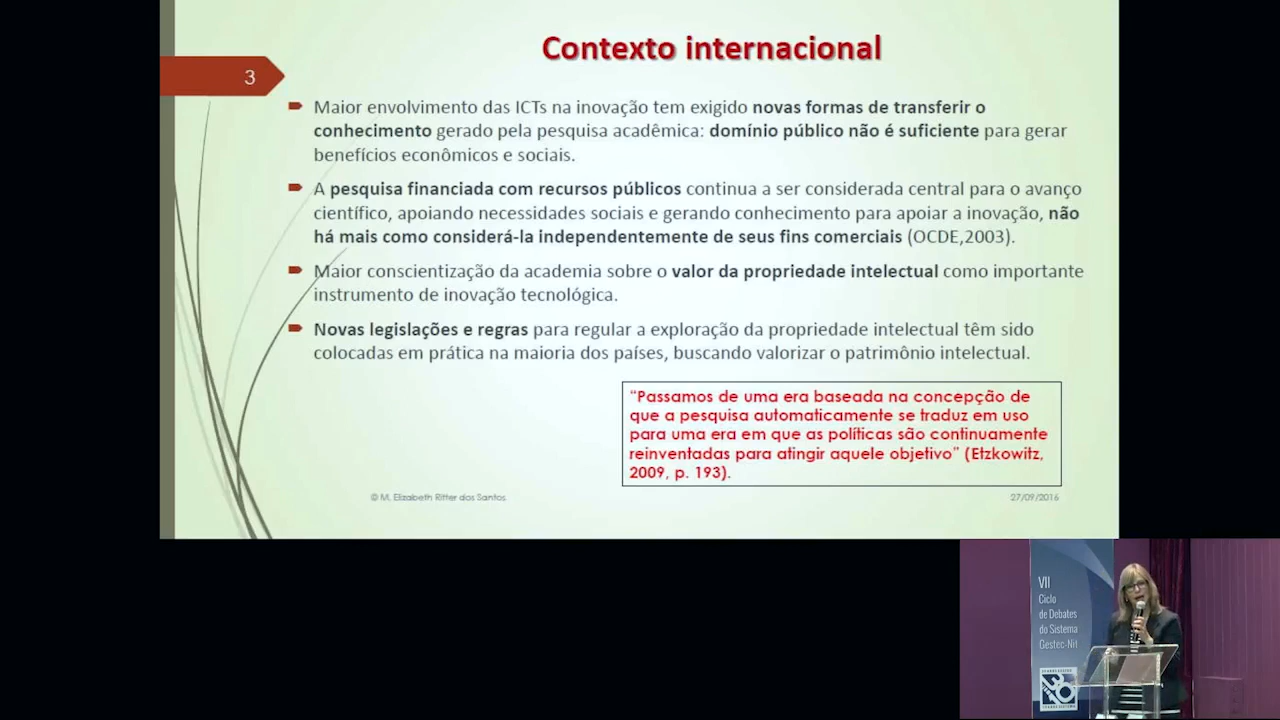 Contexto internacional
3
Maior envolvimento das ICTs na inovação tem exigido novas formas de transferir o
conhecimento gerado pela pesquisa acadêmica: domínio público não é suficiente para gerar
benefícios econômicos e sociais.
A pesquisa financiada com recursos públicos continua a ser considerada central para o avanço
científico, apoiando necessidades sociais e gerando conhecimento para apoiar a inovação, não
há mais como considerá-la independentemente de seus fins comerciais (OCDE,2003).
Maior conscientização da academia sobre o valor da propriedade intelectual como importante
instrumento de inovação tecnológica.
Novas legislações e regras para regular a exploração da propriedade intelectual têm sido
colocadas em prática na maioria dos países, buscando valorizar o patrimônio intelectual.
“Passamos de uma era baseada na concepção de
que a pesquisa automaticamente se traduz em uso
para uma era em que as políticas são continuamente
reinventadas para atingir aquele objetivo” (Etzkowitz,
2009, p. 193).
© M. Elizabeth Ritter dos Santos
27/09/2016
VII
Ciclo
de Debates
do Sistema
Gestec-NIT